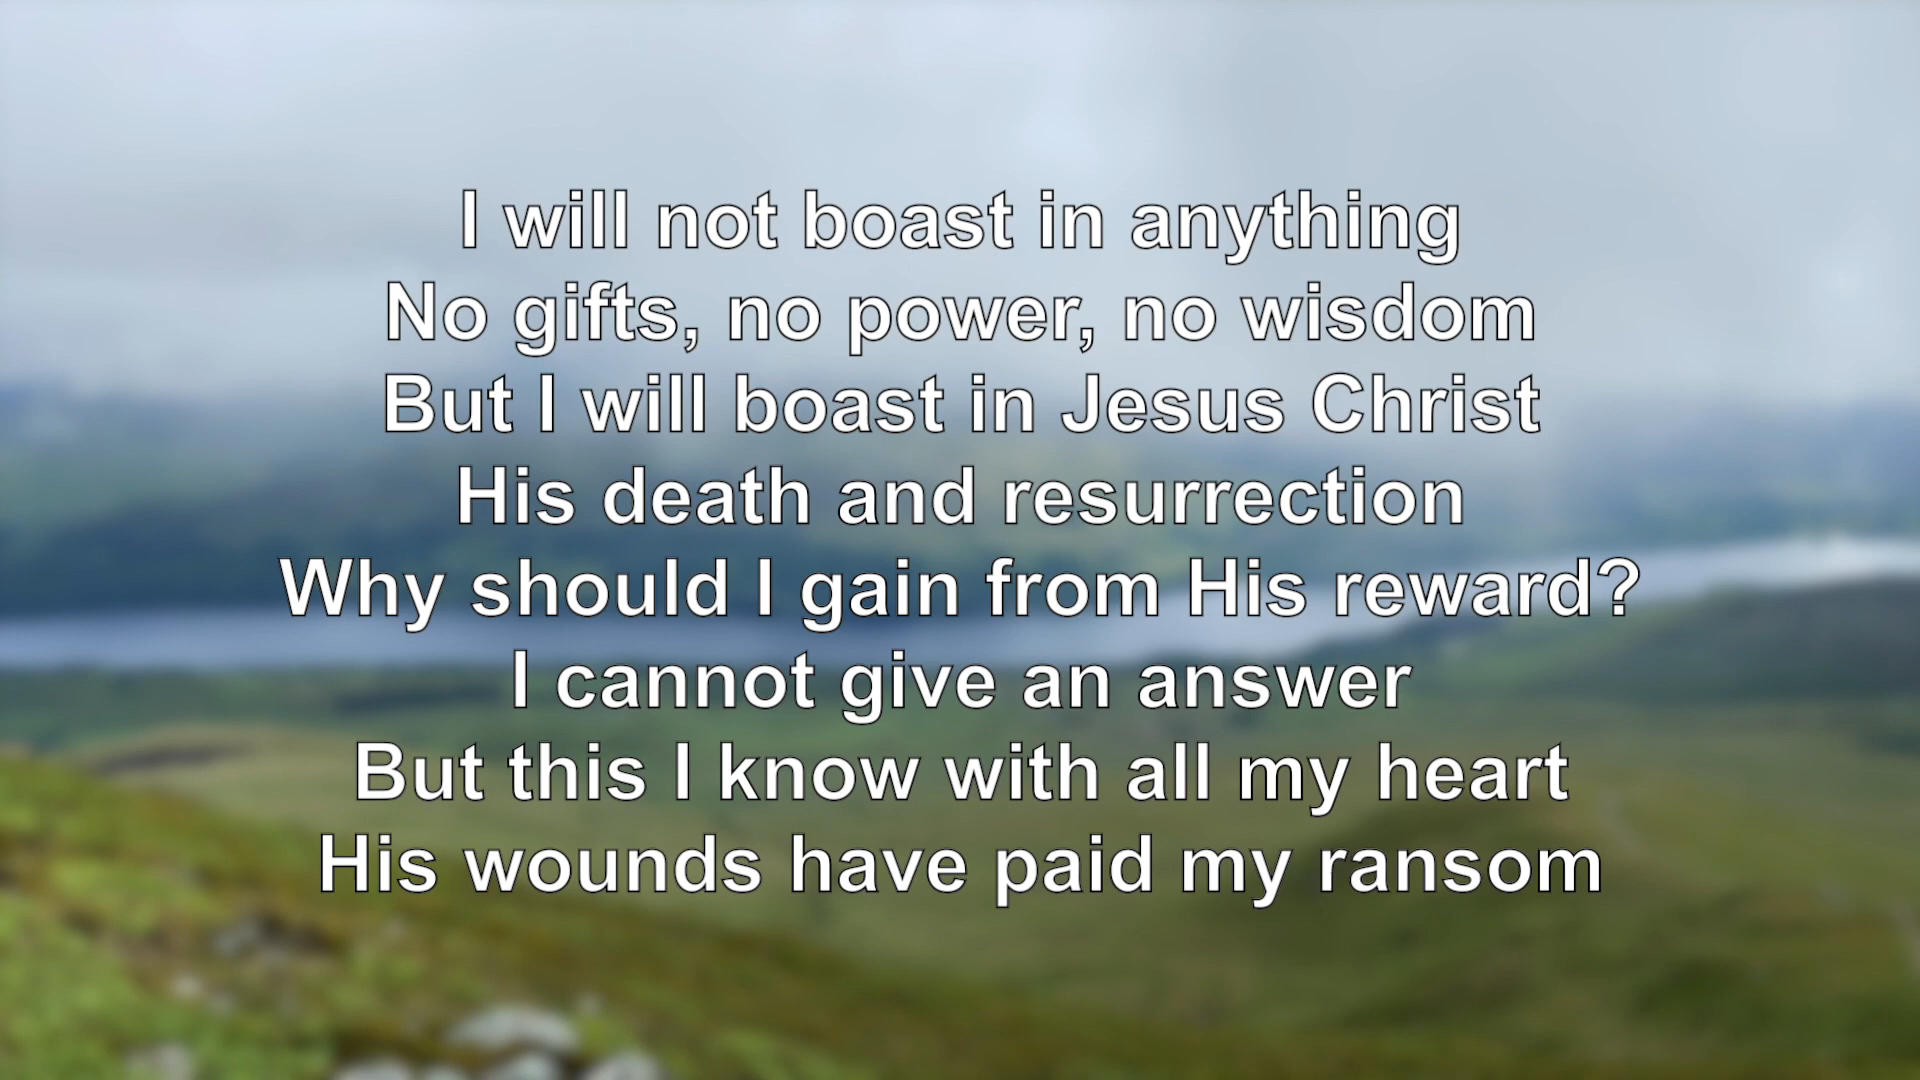 I will not boast in anything
No gifts, no power, no wisdom
But I will boast in Jesus Christ
His death and resurrection
Why should I gain from His reward?
I cannot give an answer
But this I know with all my heart
His wounds have paid my ransom